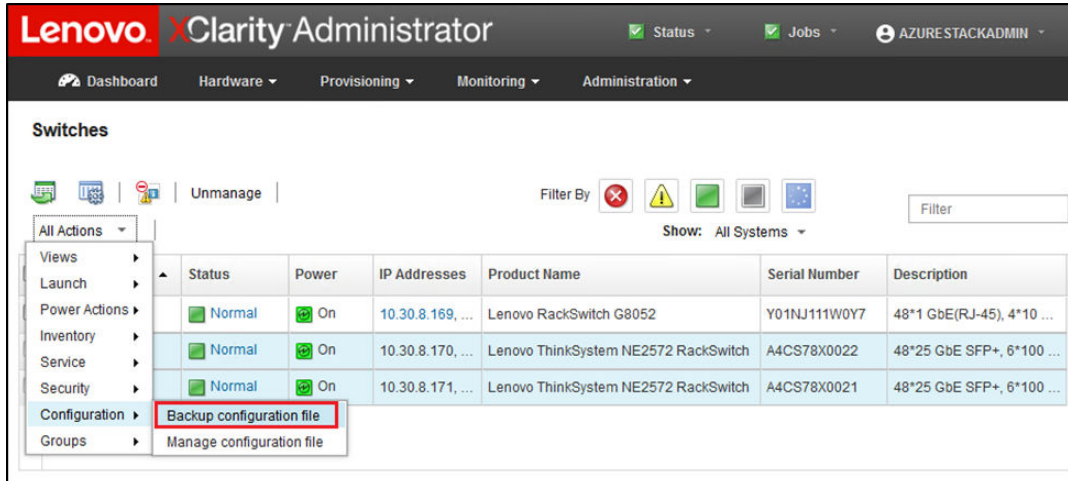 Lenovo. XClarity Administrator Status Jobs AZURESTACKADMIN
Dashboard Hardware Provisioning Monitoring Administration
Switches
Unmanage Filter By Filter
All Actions Show: All Systems
Views
Status Power IP Addresses Product Name Serial Number Description
Launch
Power Actions
Normal On 10.30.8.169, ... Lenovo RackSwitch G8052 Y01NJ111W0Y7 48*1 GbE(RJ-45), 4*10 ...
Inventory
Normal On 10.30.8.170, ... Lenovo ThinkSystem NE2572 RackSwitch A4CS78X0022 48*25 GbE SFP+, 6*100 ...
Service
Security
Normal On 10.30.8.171, ... Lenovo ThinkSystem NE2572 RackSwitch A4CS78X0021 48*25 GbE SFP+, 6*100 ...
Configuration Backup configuration file
Groups Manage configuration file